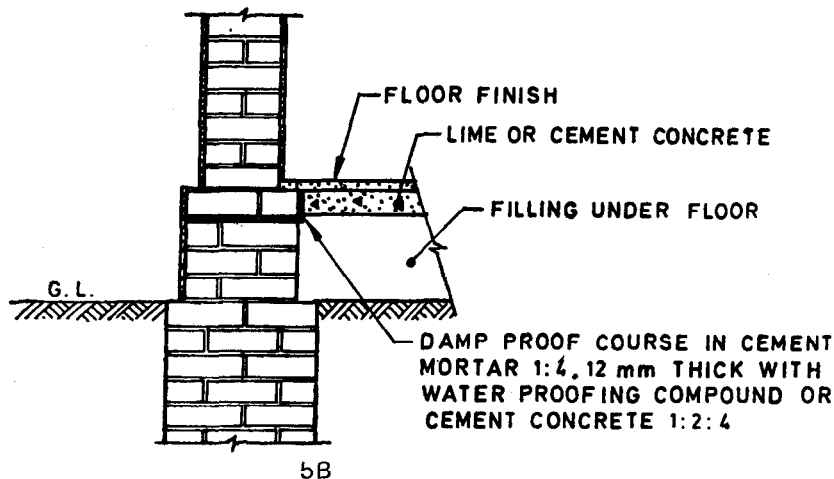 FLOOR FINISH
LIME OR CEMENT CONCRETE
FILLING UNDER FLOOR
G.L.
DAMP PROOF COURSE IN CEMENT
MORTAR 1:4, 12 mm THICK WITH
WATER PROOFING COMPOUND OR
CEMENT CONCRETE 1:2:4
5B